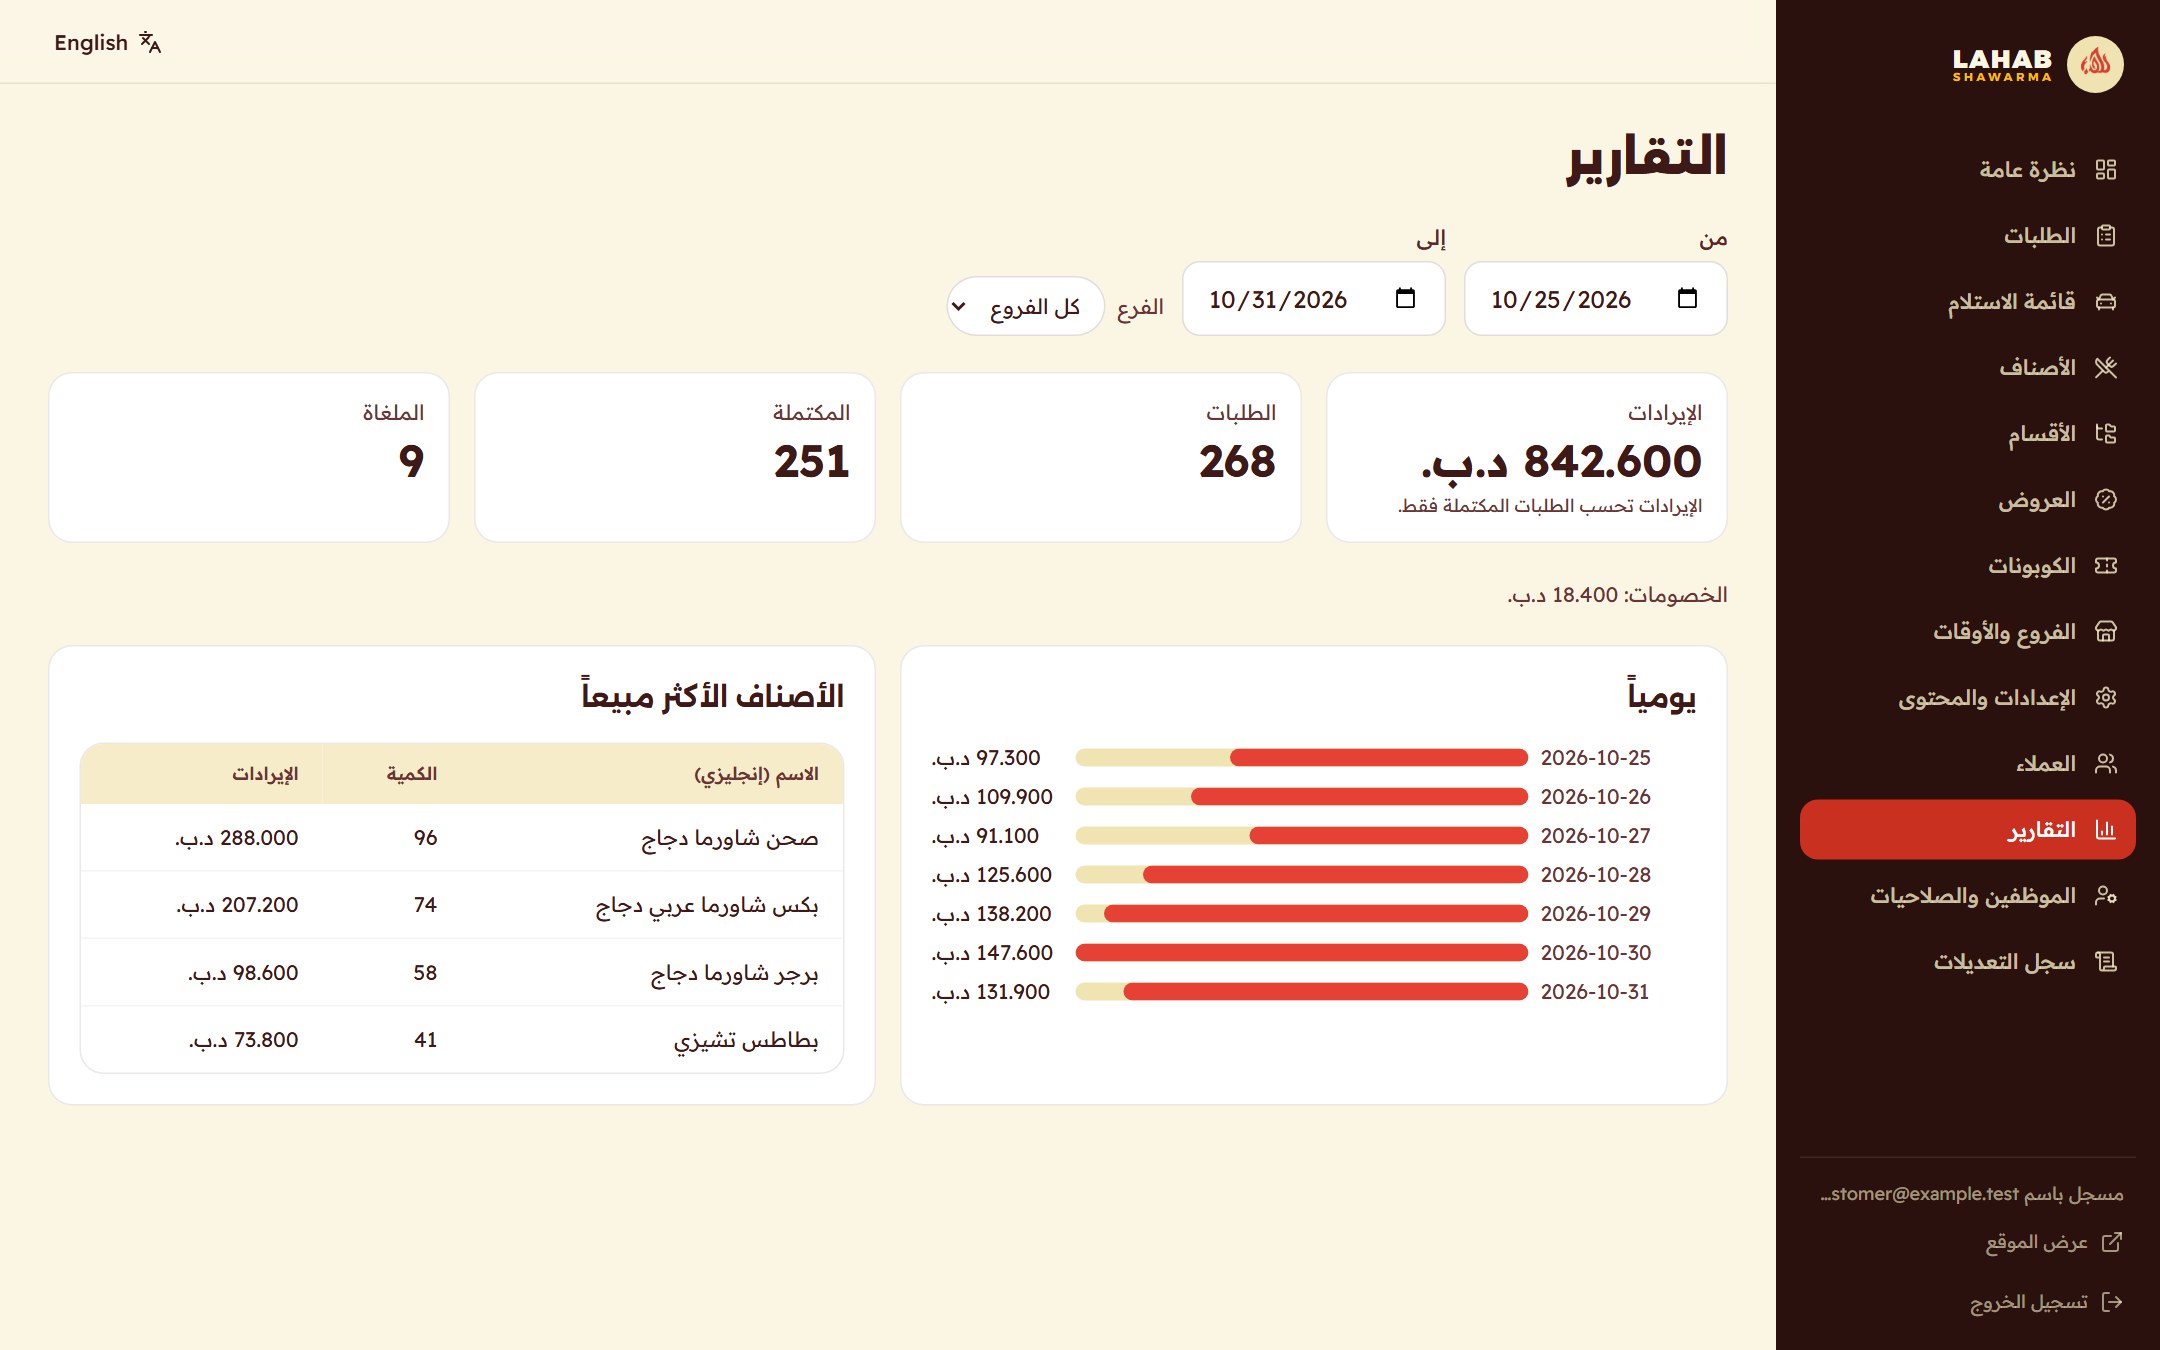 LAHAB
SHAWARMA
نظرة عامة
الطلبات
قائمة الاستلام
الأصناف
الأقسام
العروض
الكوبونات
الفروع والأوقات
الإعدادات والمحتوى
العملاء
التقارير
الموظفين والصلاحيات
سجل التعديلات
مسجل باسم stomer@example.test…
عرض الموقع
تسجيل الخروج
English
التقارير
من
10/25/2026
إلى
10/31/2026
الفرع
كل الفروع
الإيرادات
842.600 د.ب.
الإيرادات تحسب الطلبات المكتملة فقط.
الطلبات
268
المكتملة
251
الملغاة
9
الخصومات: 18.400 د.ب.
يومياً
2026-10-25 97.300 د.ب.
2026-10-26 109.900 د.ب.
2026-10-27 91.100 د.ب.
2026-10-28 125.600 د.ب.
2026-10-29 138.200 د.ب.
2026-10-30 147.600 د.ب.
2026-10-31 131.900 د.ب.
الأصناف الأكثر مبيعاً
الاسم (إنجليزي) الكمية الإيرادات
صحن شاورما دجاج 96 288.000 د.ب.
بكس شاورما عربي دجاج 74 207.200 د.ب.
برجر شاورما دجاج 58 98.600 د.ب.
بطاطس تشيزي 41 73.800 د.ب.